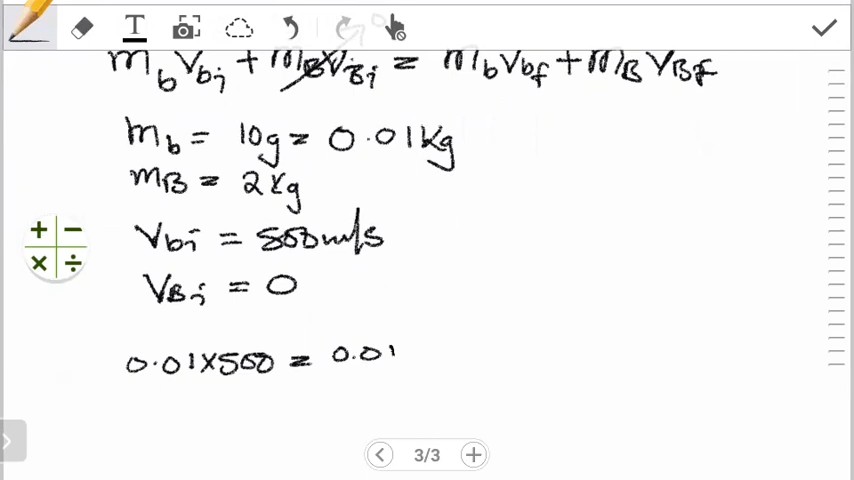 T
m_b v_bi + m_B v_Bi = m_b v_bf + m_B v_Bf
m_b = 10g = 0.01kg
m_B = 2kg
v_bi = 500m/s
v_Bi = 0
0.01×500 = 0.01
3/3